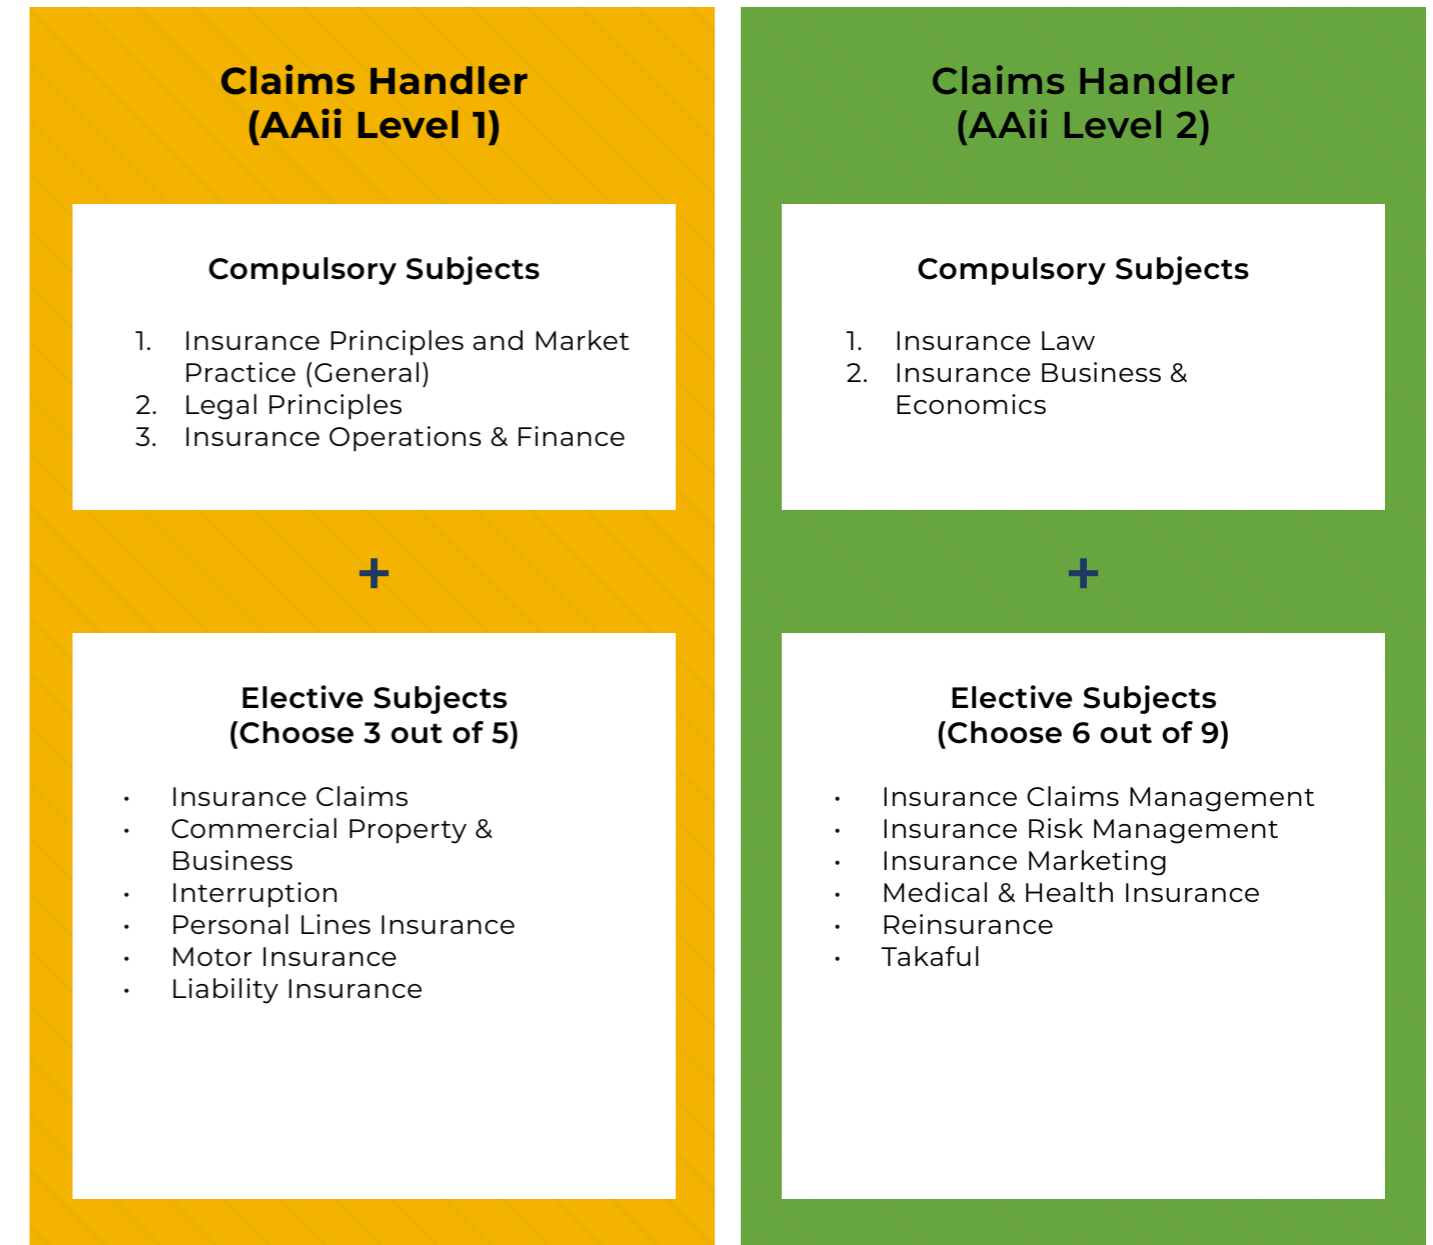 Claims Handler
(AAii Level 1)
Compulsory Subjects
1. Insurance Principles and Market
Practice (General)
2. Legal Principles
3. Insurance Operations & Finance
+
Elective Subjects
(Choose 3 out of 5)
• Insurance Claims
• Commercial Property &
Business
• Interruption
• Personal Lines Insurance
• Motor Insurance
• Liability Insurance
Claims Handler
(AAii Level 2)
Compulsory Subjects
1. Insurance Law
2. Insurance Business &
Economics
+
Elective Subjects
(Choose 6 out of 9)
• Insurance Claims Management
• Insurance Risk Management
• Insurance Marketing
• Medical & Health Insurance
• Reinsurance
• Takaful